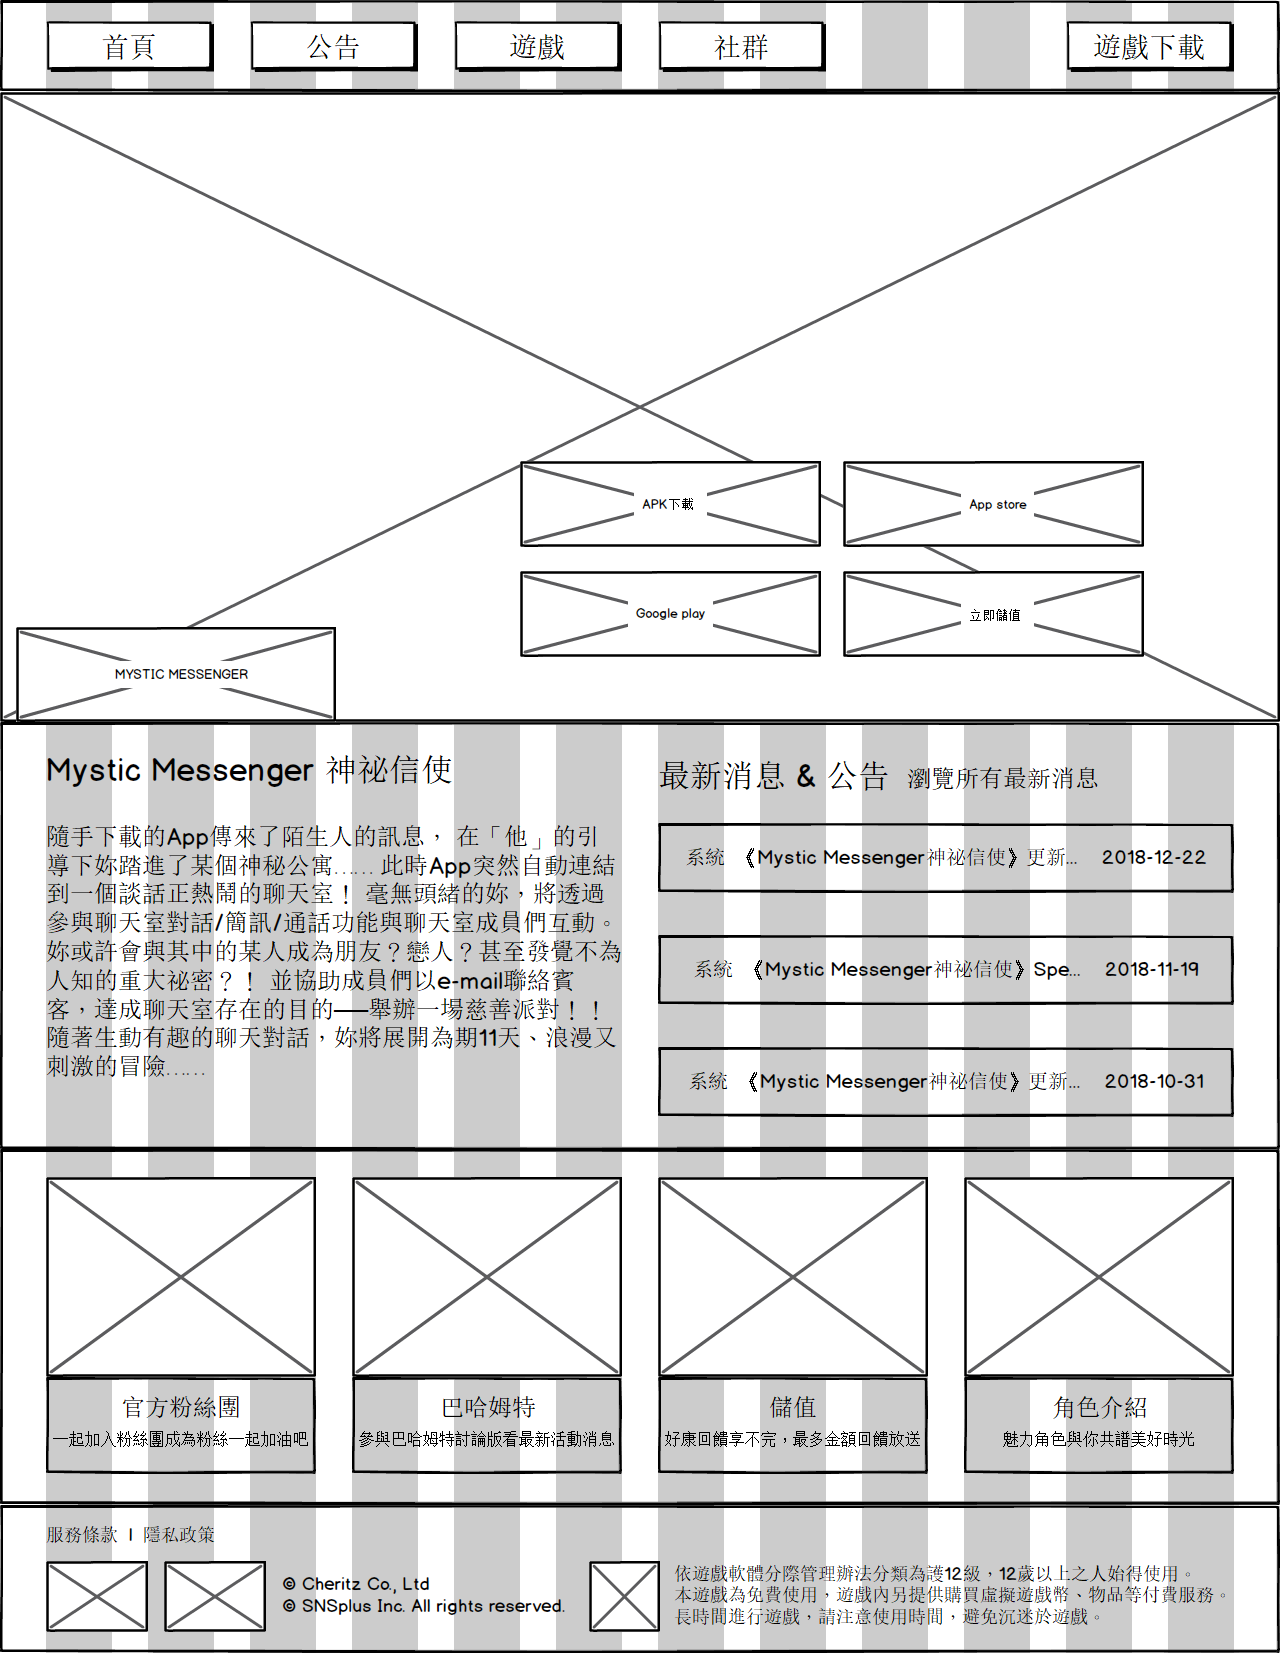 首頁
公告
遊戲
社群
遊戲下載
APK下載
App store
Google play
立即儲值
MYSTIC MESSENGER
Mystic Messenger 神祕信使
隨手下載的App傳來了陌生人的訊息， 在「他」的引
導下妳踏進了某個神秘公寓…… 此時App突然自動連結
到一個談話正熱鬧的聊天室！ 毫無頭緒的妳，將透過
參與聊天室對話/簡訊/通話功能與聊天室成員們互動。
妳或許會與其中的某人成為朋友？戀人？甚至發覺不為
人知的重大祕密？！ 並協助成員們以e-mail聯絡賓
客，達成聊天室存在的目的——舉辦一場慈善派對！！
隨著生動有趣的聊天對話，妳將展開為期11天、浪漫又
刺激的冒險……
最新消息 & 公告 瀏覽所有最新消息
系統 《Mystic Messenger神祕信使》更新... 2018-12-22
系統 《Mystic Messenger神祕信使》Spe... 2018-11-19
系統 《Mystic Messenger神祕信使》更新... 2018-10-31
官方粉絲團
一起加入粉絲團成為粉絲一起加油吧
巴哈姆特
參與巴哈姆特討論版看最新活動消息
儲值
好康回饋享不完，最多金額回饋放送
角色介紹
魅力角色與你共譜美好時光
服務條款 | 隱私政策
© Cheritz Co., Ltd
© SNSplus Inc. All rights reserved.
依遊戲軟體分際管理辦法分類為護12級，12歲以上之人始得使用。
本遊戲為免費使用，遊戲內另提供購買虛擬遊戲幣、物品等付費服務。
長時間進行遊戲，請注意使用時間，避免沉迷於遊戲。